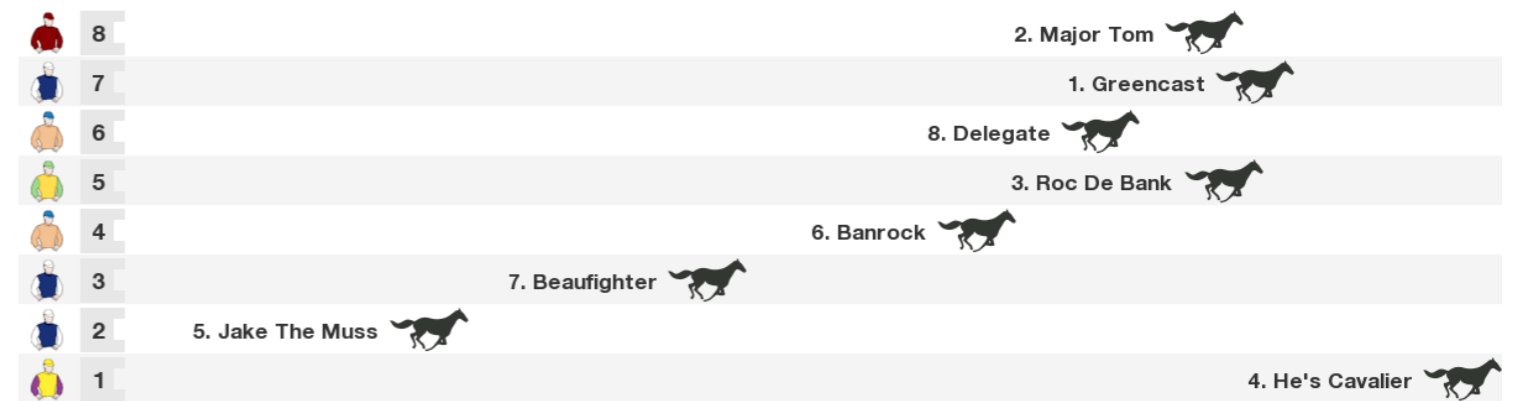 8 2. Major Tom
7 1. Greencast
6 8. Delegate
5 3. Roc De Bank
4 6. Banrock
3 7. Beaufighter
2 5. Jake The Muss
1 4. He's Cavalier